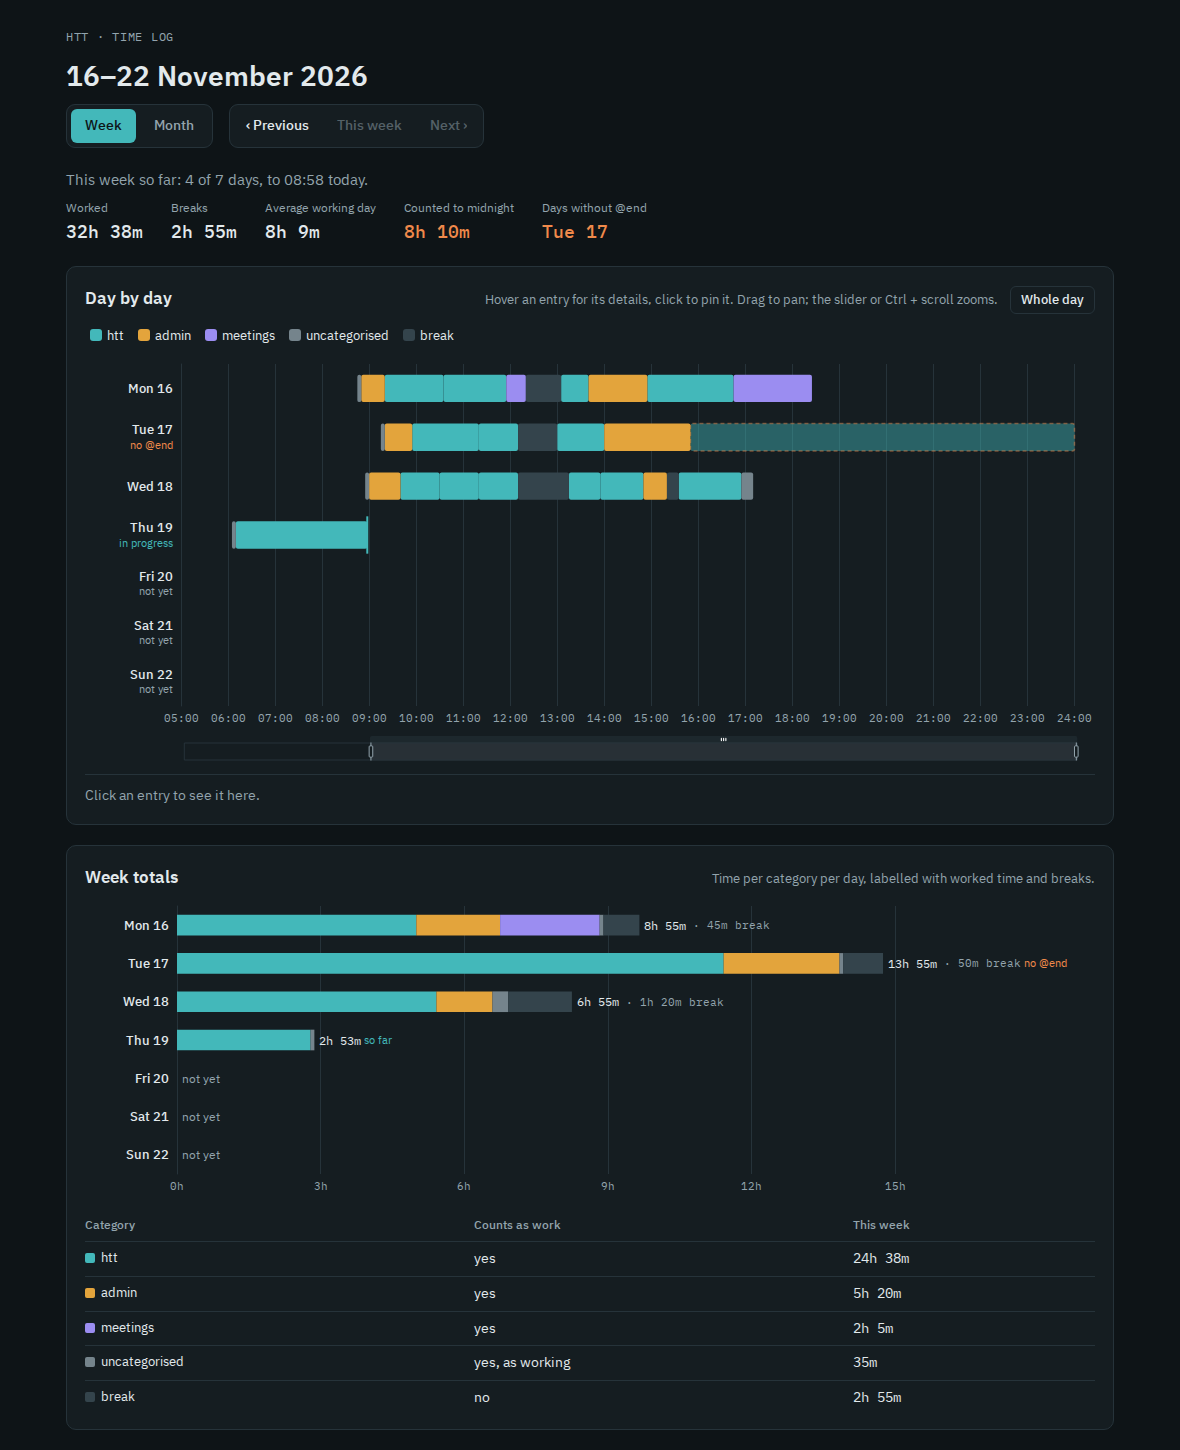 HTT · TIME LOG
16–22 November 2026
Week Month ‹ Previous This week Next ›
This week so far: 4 of 7 days, to 08:58 today.
Worked Breaks Average working day Counted to midnight Days without @end
32h 38m 2h 55m 8h 9m 8h 10m Tue 17
Day by day Hover an entry for its details, click to pin it. Drag to pan; the slider or Ctrl + scroll zooms. Whole day
htt admin meetings uncategorised break
Mon 16
Tue 17
no @end
Wed 18
Thu 19
in progress
Fri 20
not yet
Sat 21
not yet
Sun 22
not yet
05:00 06:00 07:00 08:00 09:00 10:00 11:00 12:00 13:00 14:00 15:00 16:00 17:00 18:00 19:00 20:00 21:00 22:00 23:00 24:00
Click an entry to see it here.
Week totals Time per category per day, labelled with worked time and breaks.
Mon 16 8h 55m · 45m break
Tue 17 13h 55m · 50m break no @end
Wed 18 6h 55m · 1h 20m break
Thu 19 2h 53m so far
Fri 20 not yet
Sat 21 not yet
Sun 22 not yet
0h 3h 6h 9h 12h 15h
Category Counts as work This week
htt yes 24h 38m
admin yes 5h 20m
meetings yes 2h 5m
uncategorised yes, as working 35m
break no 2h 55m